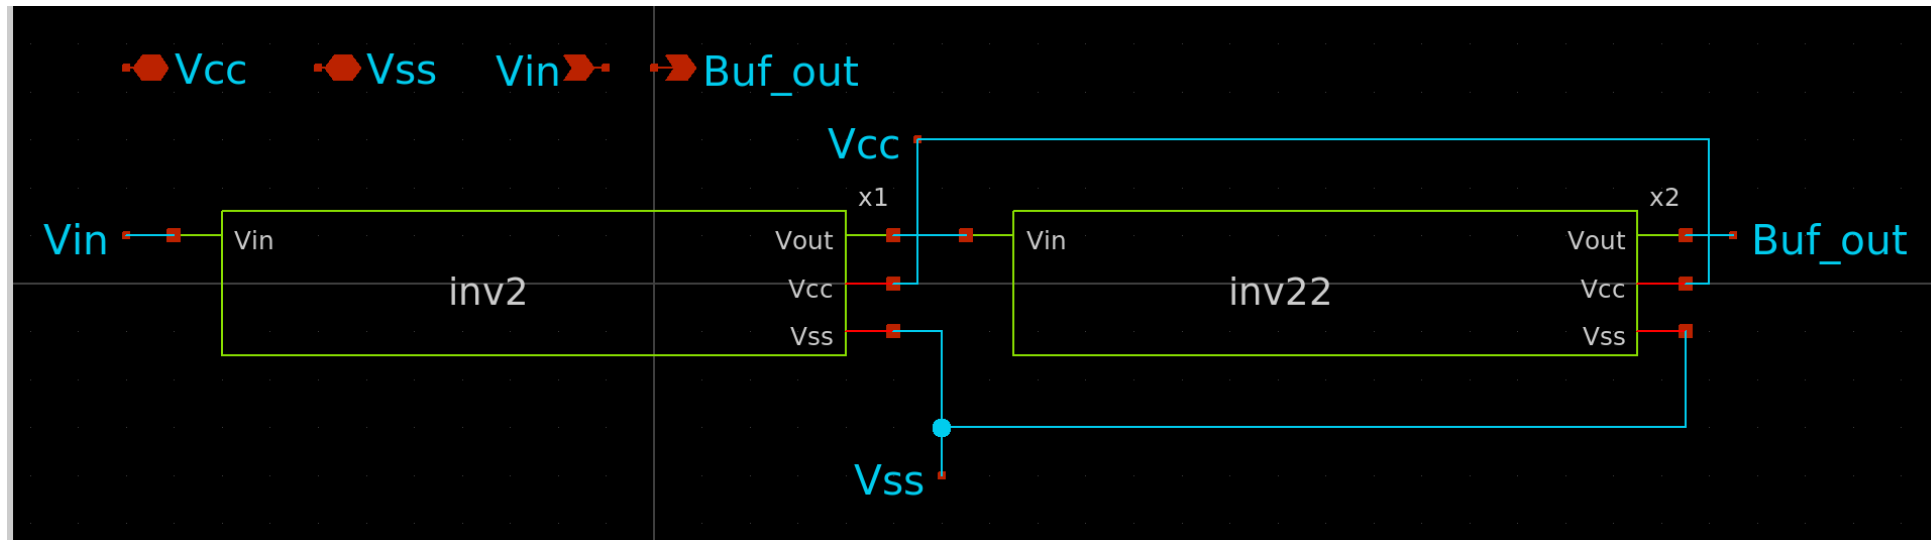 Vcc Vss Vin Buf_out
Vcc
x1 x2
Vin Vin Vout Vin Vout Buf_out
inv2 Vcc inv22 Vcc
Vss Vss
Vss